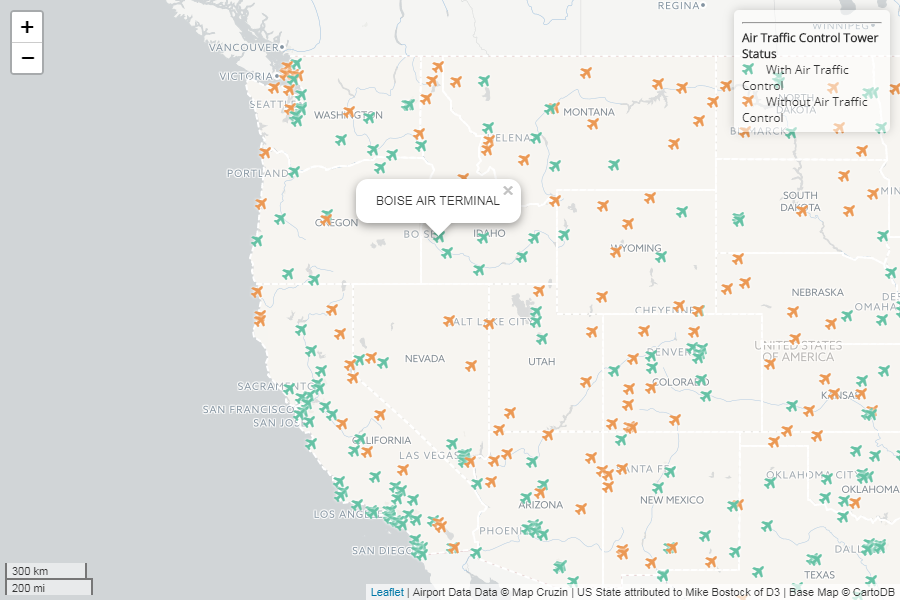 +
−
REGINA
WINNIPEG
VANCOUVER
VICTORIA
SEATTLE
WASHINGTON
MONTANA
HELENA
NORTH
DAKOTA
BISMARCK
PORTLAND
OREGON
BOISE
IDAHO
WYOMING
SOUTH
DAKOTA
Air Traffic Control Tower
Status
With Air Traffic
Control
Without Air Traffic
Control
BOISE AIR TERMINAL
×
CHEYENNE
NEBRASKA
OMAHA
SALT LAKE CITY
NEVADA
UTAH
DENVER
COLORADO
UNITED STATES
OF AMERICA
KANSAS
SACRAMENTO
SAN FRANCISCO
SAN JOSE
CALIFORNIA
LAS VEGAS
SANTA FE
OKLAHOMA CITY
OKLAHOMA
LOS ANGELES
ARIZONA
NEW MEXICO
PHOENIX
SAN DIEGO
DALLAS
TEXAS
300 km
200 mi
Leaflet | Airport Data Data © Map Cruzin | US State attributed to Mike Bostock of D3 | Base Map © CartoDB